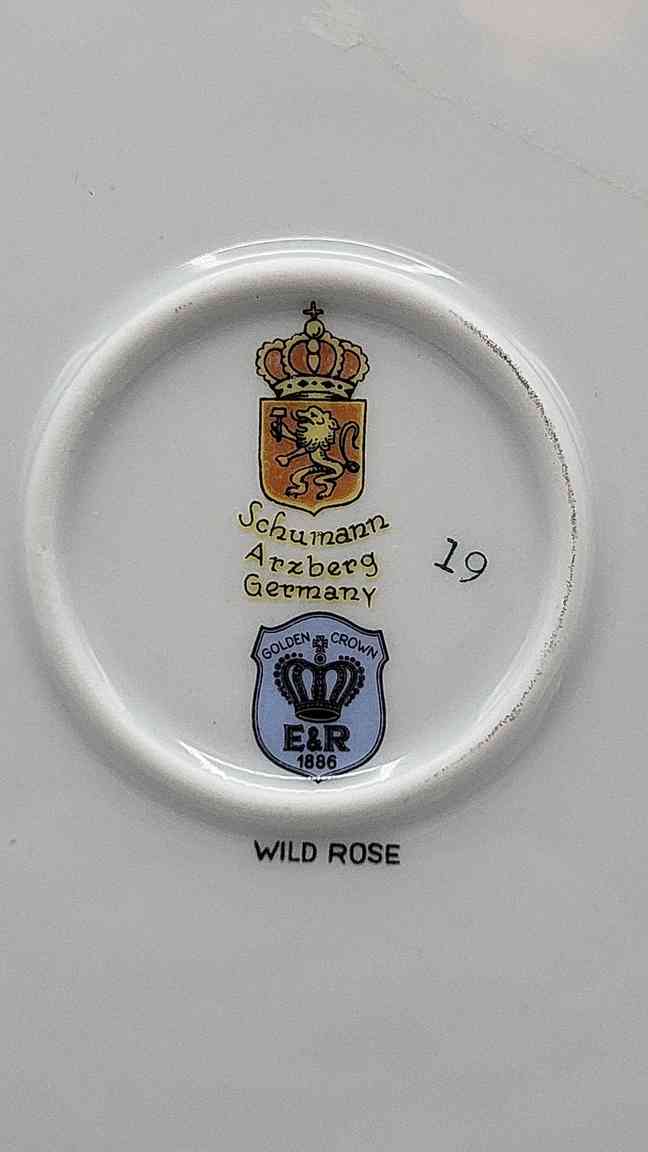 Schumann
Arzberg
Germany
19
GOLDEN CROWN
E&R
1886
WILD ROSE